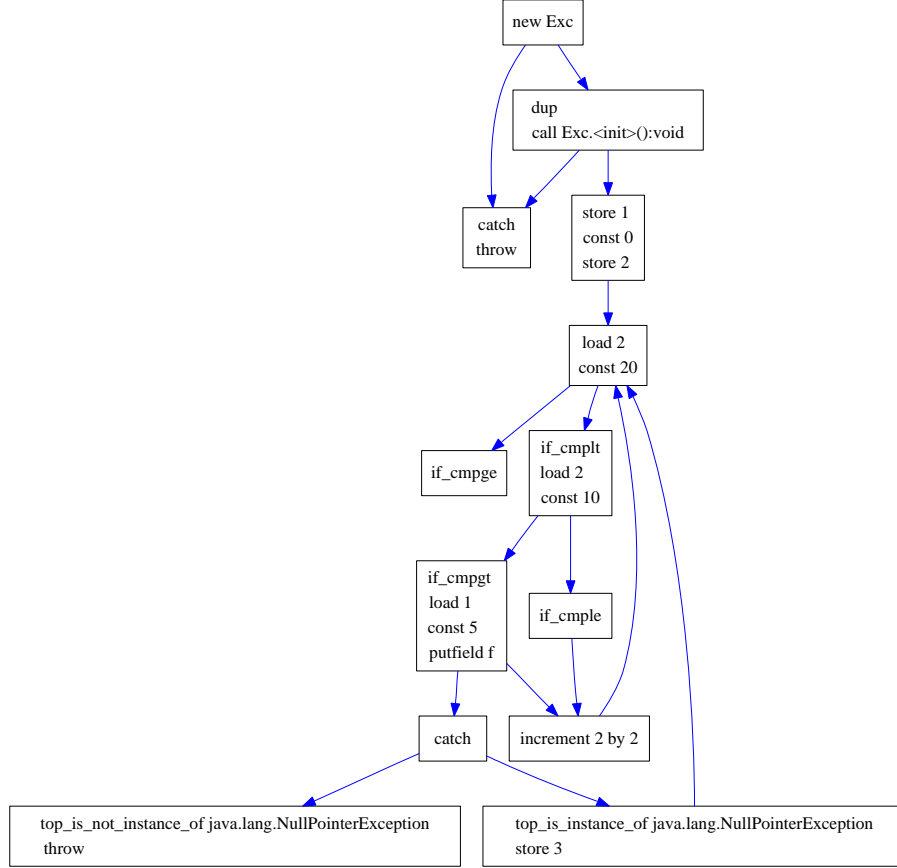 new Exc
dup
call Exc.<init>():void
catch
throw
store 1
const 0
store 2
load 2
const 20
if_cmpge
if_cmplt
load 2
const 10
if_cmpgt
load 1
const 5
putfield f
if_cmple
catch
increment 2 by 2
top_is_not_instance_of java.lang.NullPointerException
throw
top_is_instance_of java.lang.NullPointerException
store 3